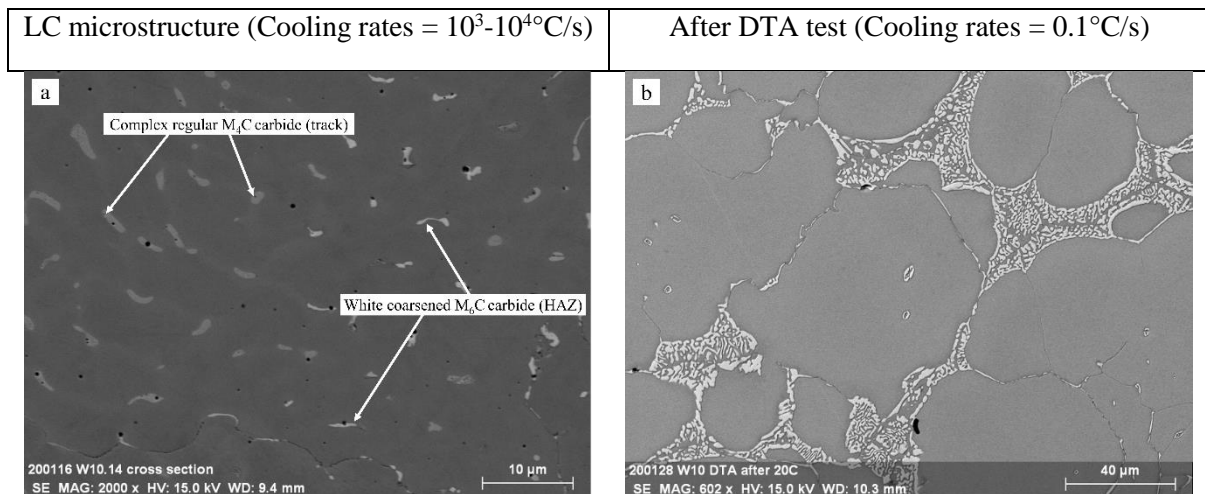 LC microstructure (Cooling rates = 10³-10⁴°C/s)
After DTA test (Cooling rates = 0.1°C/s)
a
Complex regular M₄C carbide (track)
White coarsened M₆C carbide (HAZ)
200116 W10.14 cross section
10 µm
SE MAG: 2000 x HV: 15.0 kV WD: 9.4 mm
b
200128 W10 DTA after 20C
40 µm
SE MAG: 602 x HV: 15.0 kV WD: 10.3 mm